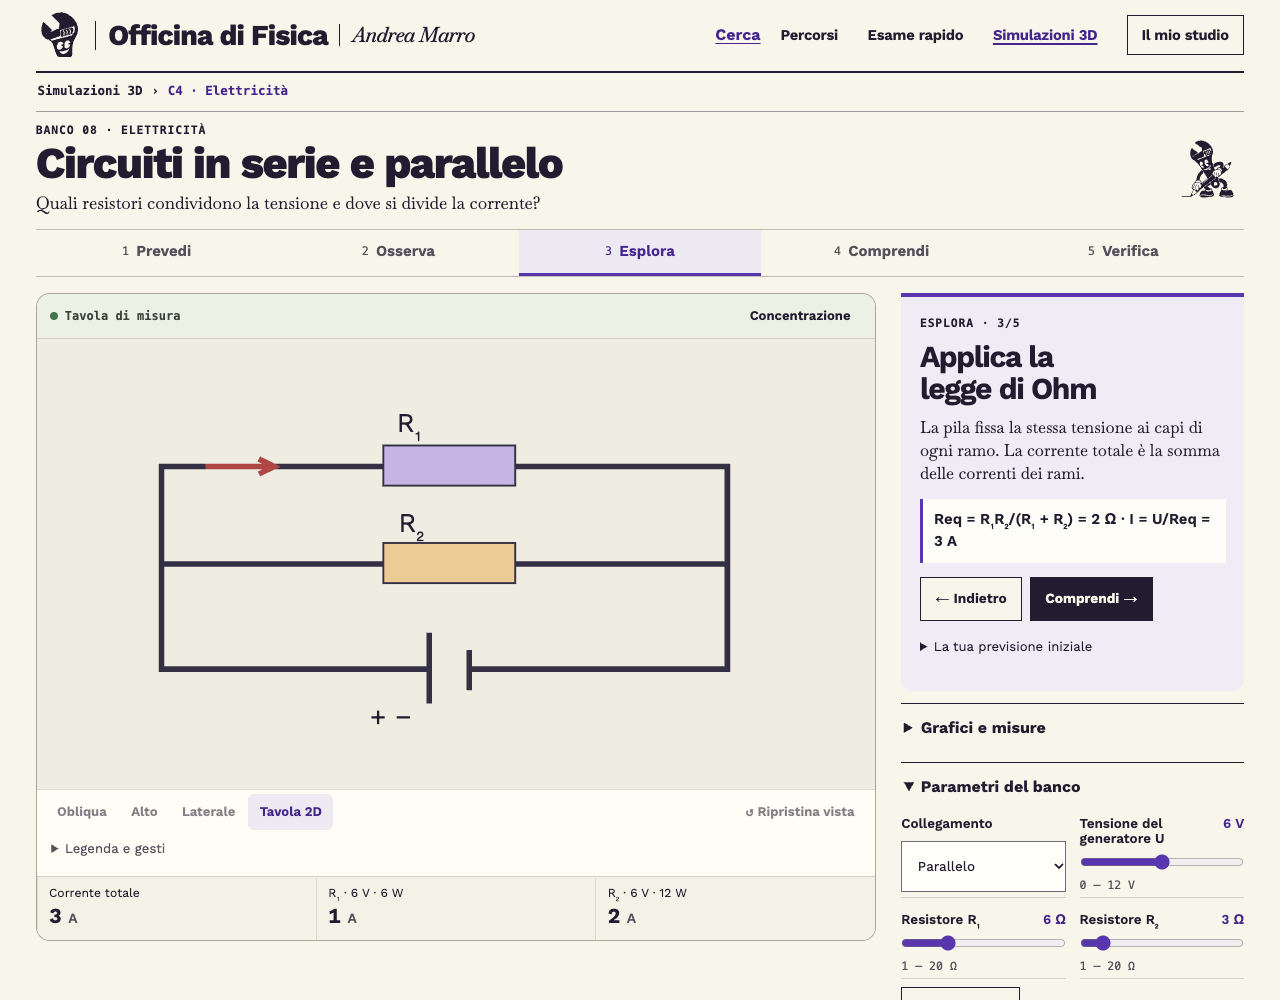 Officina di Fisica
Andrea Marro
Cerca
Percorsi
Esame rapido
Simulazioni 3D
Il mio studio
Simulazioni 3D › C4 · Elettricità
BANCO 08 · ELETTRICITÀ
Circuiti in serie e parallelo
Quali resistori condividono la tensione e dove si divide la corrente?
1 Prevedi
2 Osserva
3 Esplora
4 Comprendi
5 Verifica
Tavola di misura
Concentrazione
R₁
R₂
+ −
Obliqua
Alto
Laterale
Tavola 2D
↺ Ripristina vista
▶ Legenda e gesti
Corrente totale
3 A
R₁ · 6 V · 6 W
1 A
R₂ · 6 V · 12 W
2 A
ESPLORA · 3/5
Applica la
legge di Ohm
La pila fissa la stessa tensione ai capi di
ogni ramo. La corrente totale è la somma
delle correnti dei rami.
Req = R₁R₂/(R₁ + R₂) = 2 Ω · I = U/Req =
3 A
← Indietro
Comprendi →
▶ La tua previsione iniziale
▶ Grafici e misure
▼ Parametri del banco
Collegamento
Parallelo
Tensione del
generatore U
6 V
0 — 12 V
Resistore R₁
6 Ω
1 — 20 Ω
Resistore R₂
3 Ω
1 — 20 Ω